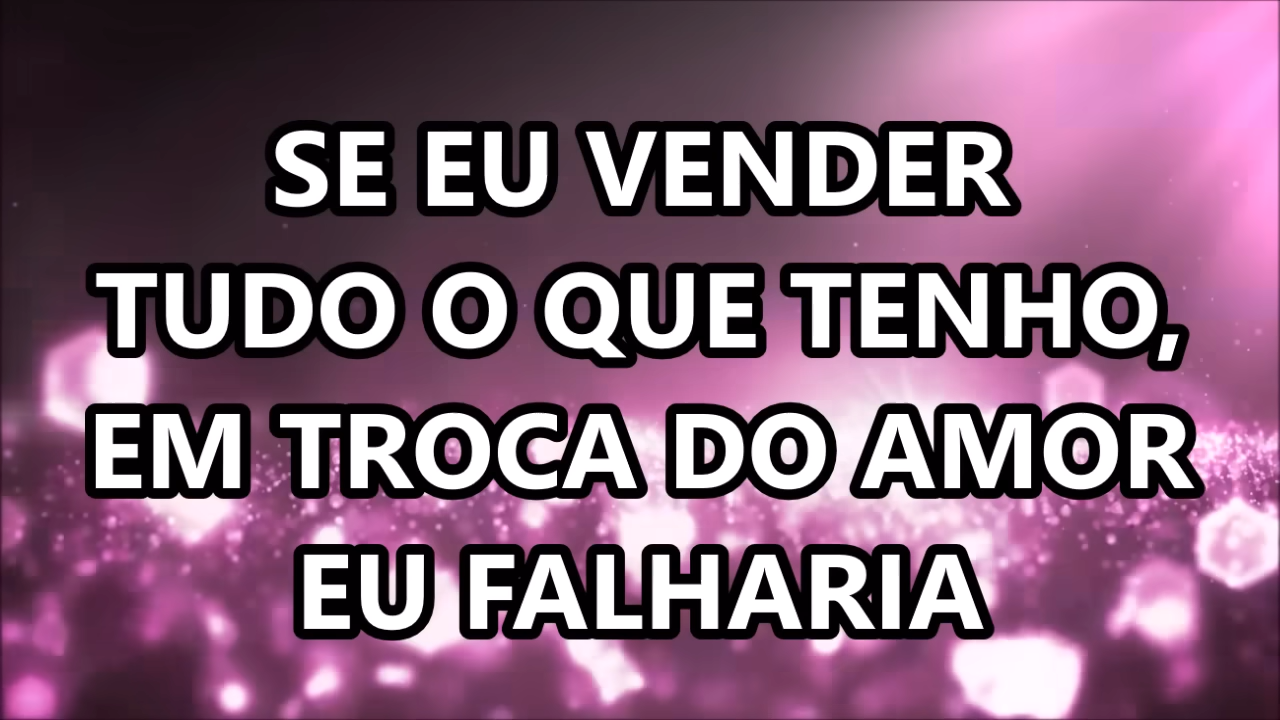 SE EU VENDER
TUDO O QUE TENHO,
EM TROCA DO AMOR
EU FALHARIA